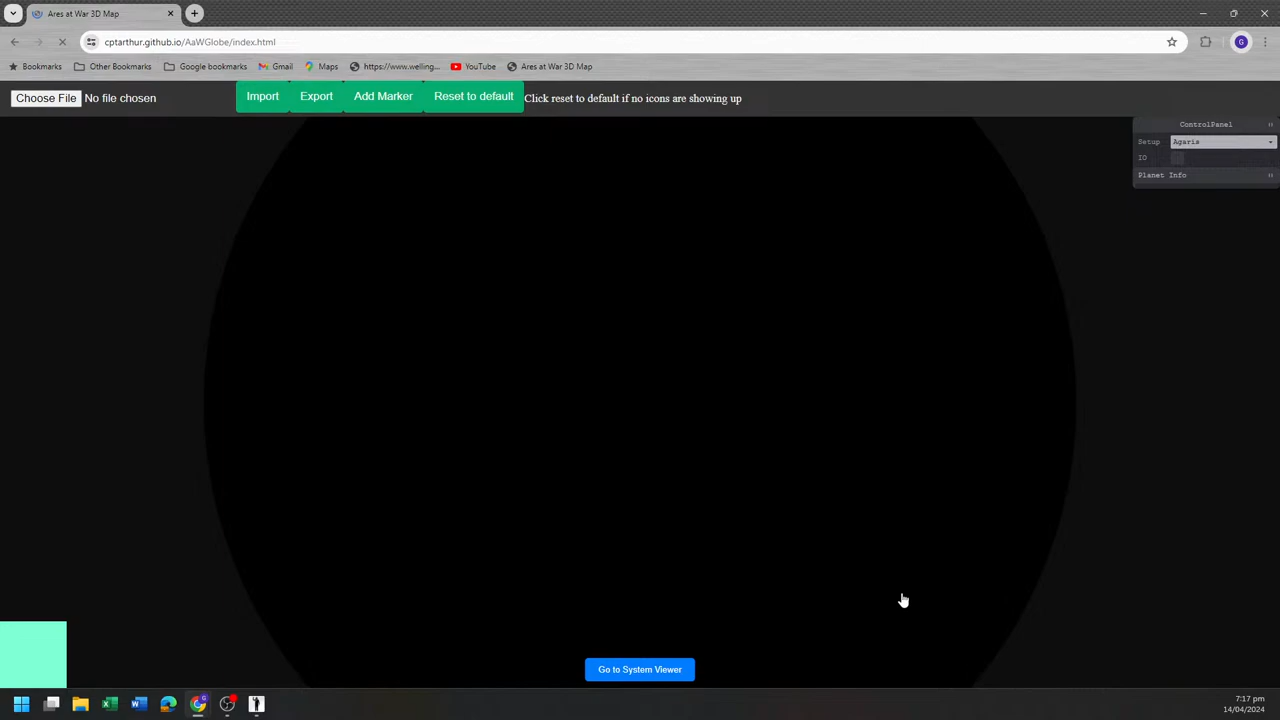 Ares at War 3D Map
cptarthur.github.io/AaWGlobe/index.html
Bookmarks
Other Bookmarks
Google bookmarks
Gmail
Maps
https://www.welling...
YouTube
Ares at War 3D Map
Choose File No file chosen
Import
Export
Add Marker
Reset to default
Click reset to default if no icons are showing up
ControlPanel
Setup Agaris
IO
Planet Info
Go to System Viewer
7:17 pm
14/04/2024